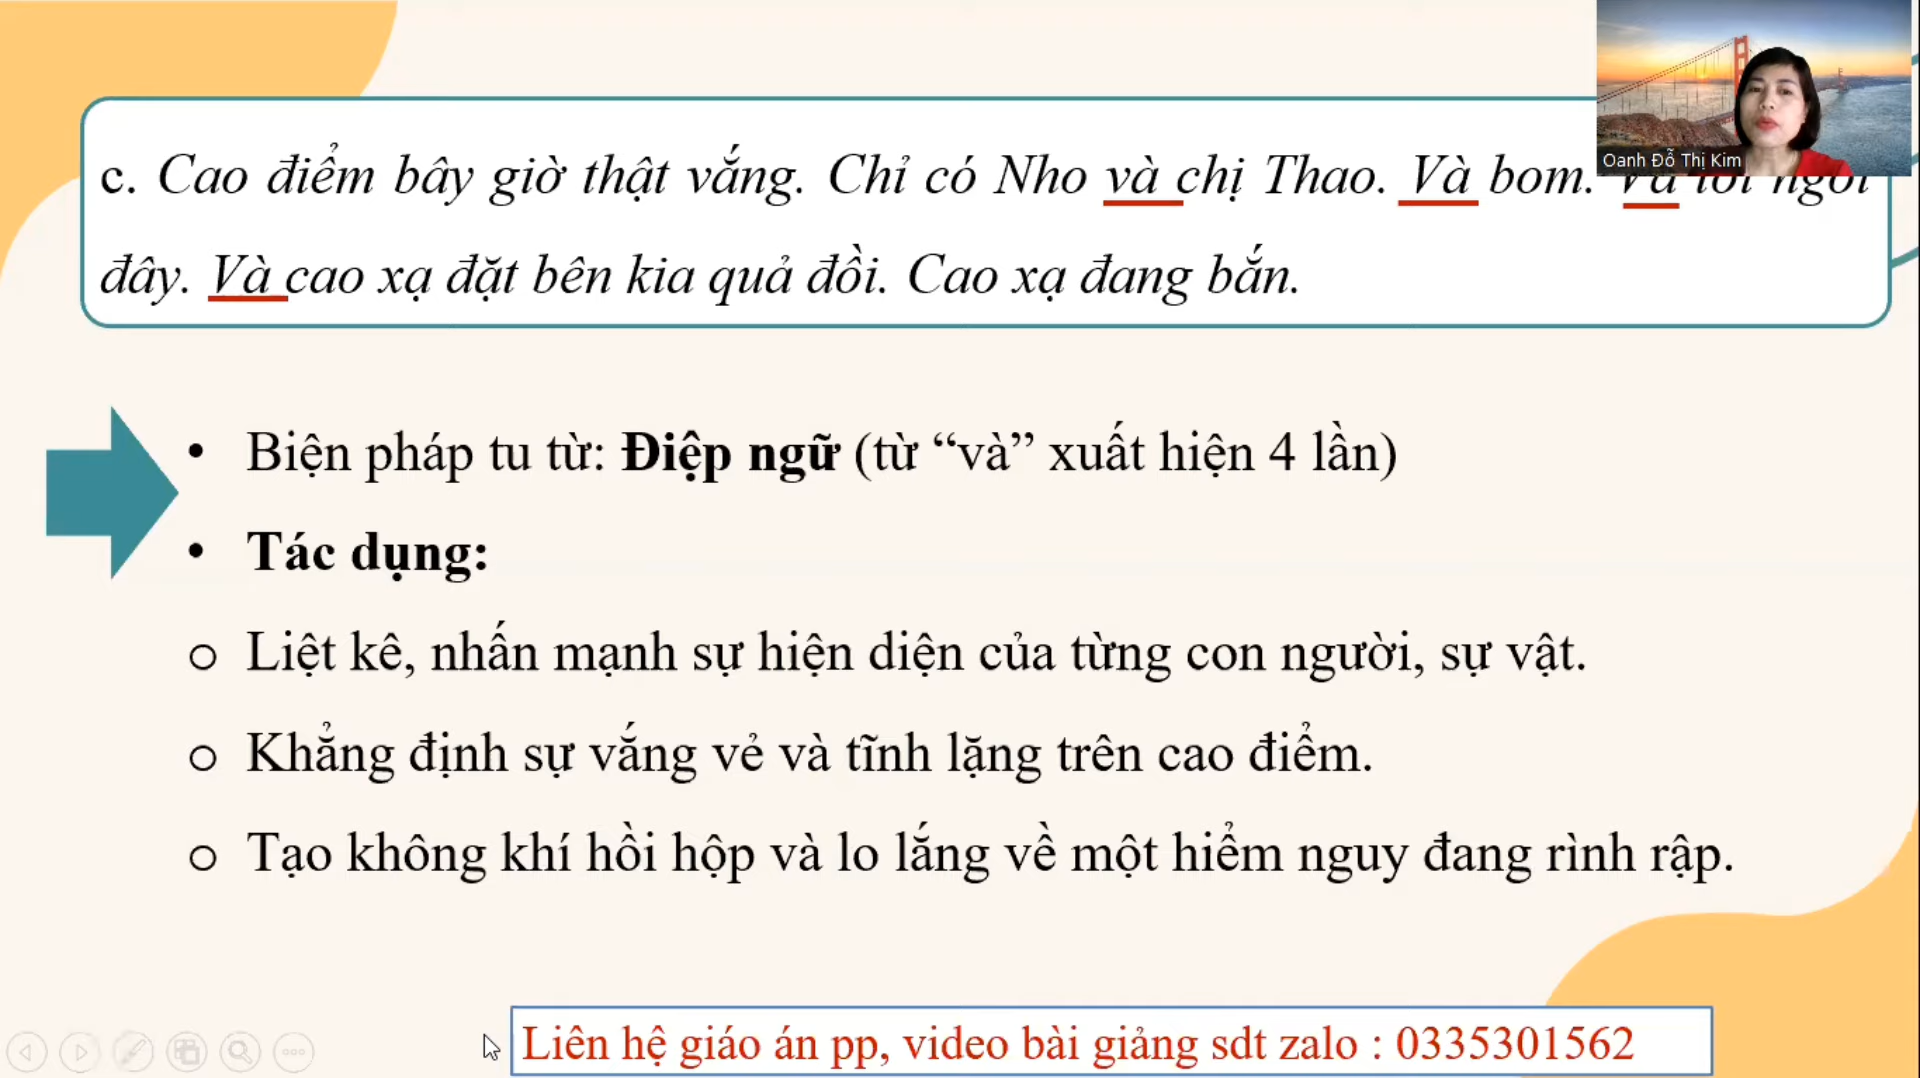 Oanh Đỗ Thị Kim
c. Cao điểm bây giờ thật vắng. Chỉ có Nho và chị Thao. Và bom. Và tôi ngồi
đây. Và cao xạ đặt bên kia quả đồi. Cao xạ đang bắn.
• Biện pháp tu từ: Điệp ngữ (từ “và” xuất hiện 4 lần)
• Tác dụng:
o Liệt kê, nhấn mạnh sự hiện diện của từng con người, sự vật.
o Khẳng định sự vắng vẻ và tĩnh lặng trên cao điểm.
o Tạo không khí hồi hộp và lo lắng về một hiểm nguy đang rình rập.
Liên hệ giáo án pp, video bài giảng sdt zalo : 0335301562